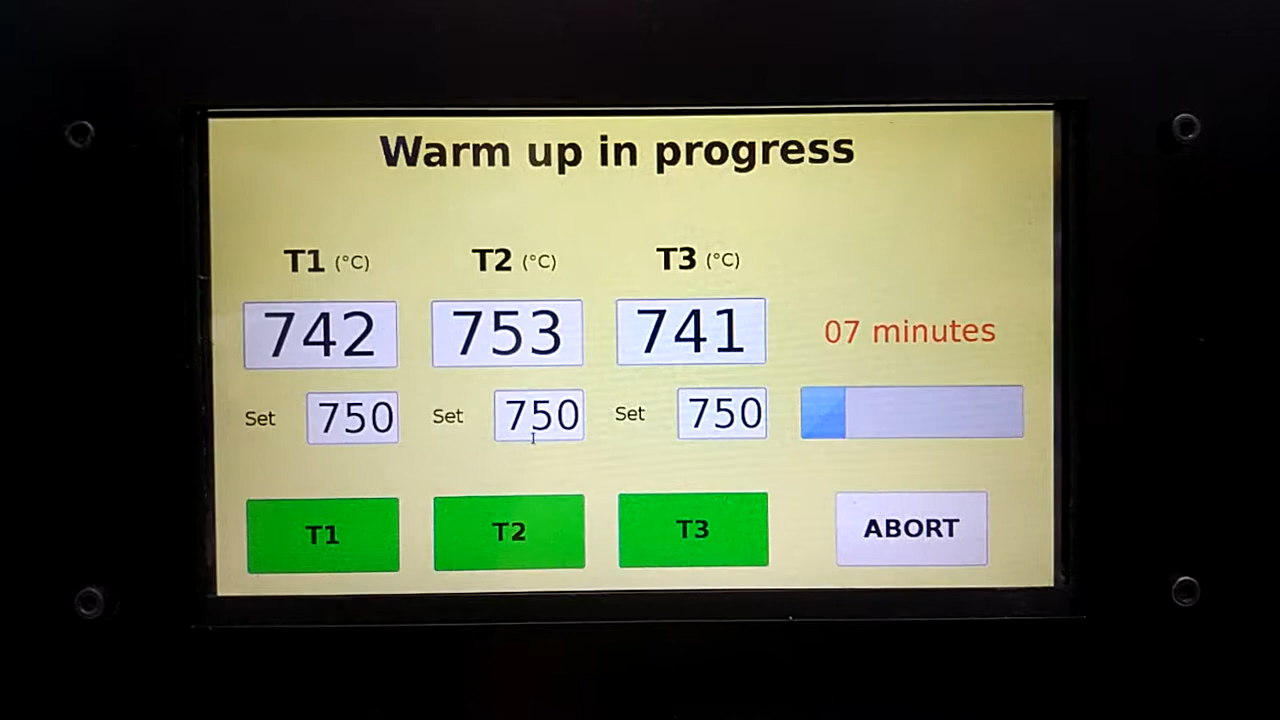 Warm up in progress
T1 (°C) T2 (°C) T3 (°C)
742 753 741 07 minutes
Set 750 Set 750 Set 750
T1 T2 T3 ABORT